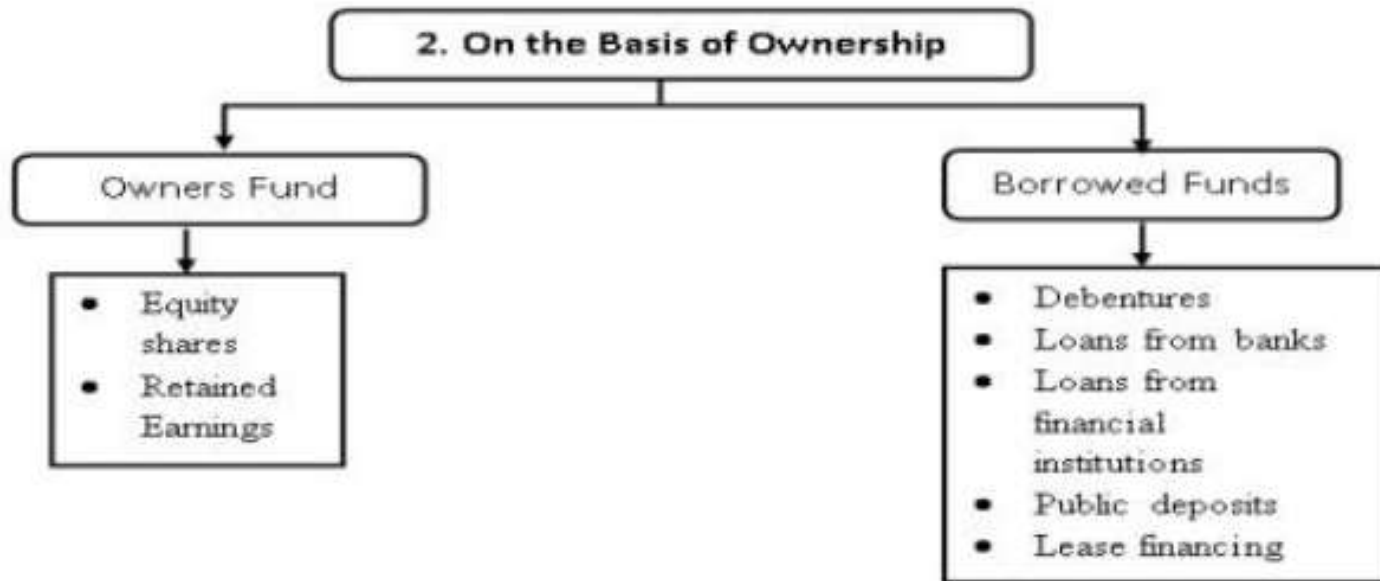 2. On the Basis of Ownership
Owners Fund
Borrowed Funds
• Equity
shares
• Retained
Earnings
• Debentures
• Loans from banks
• Loans from
financial
institutions
• Public deposits
• Lease financing